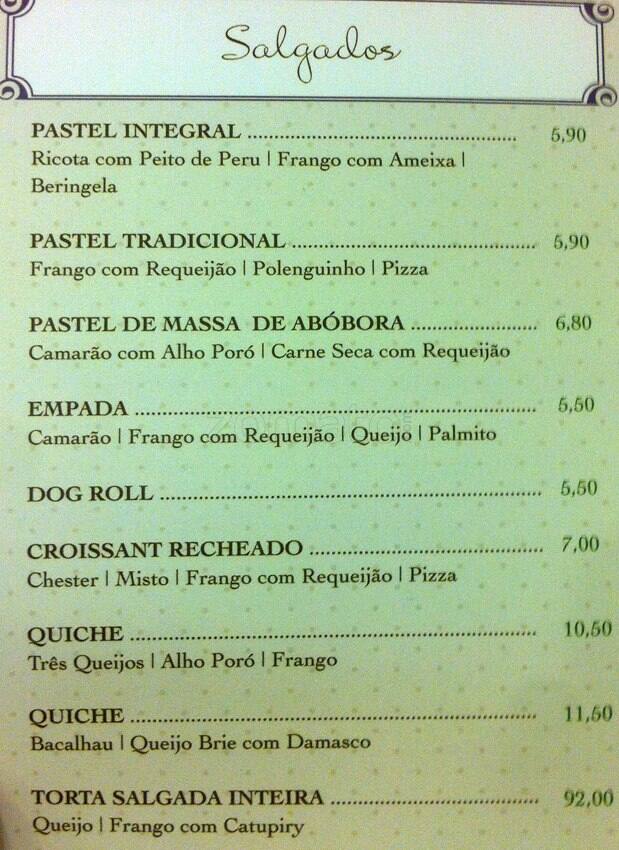 Salgados
PASTEL INTEGRAL ........................................................ 5,90
Ricota com Peito de Peru | Frango com Ameixa |
Beringela
PASTEL TRADICIONAL ................................................... 5,90
Frango com Requeijão | Polenguinho | Pizza
PASTEL DE MASSA DE ABÓBORA .......................... 6,80
Camarão com Alho Poró | Carne Seca com Requeijão
EMPADA .................................................................................. 5,50
Camarão | Frango com Requeijão | Queijo | Palmito
DOG ROLL .............................................................................. 5,50
CROISSANT RECHEADO ................................................ 7,00
Chester | Misto | Frango com Requeijão | Pizza
QUICHE .................................................................................. 10,50
Três Queijos | Alho Poró | Frango
QUICHE .................................................................................. 11,50
Bacalhau | Queijo Brie com Damasco
TORTA SALGADA INTEIRA .......................................... 92,00
Queijo | Frango com Catupiry